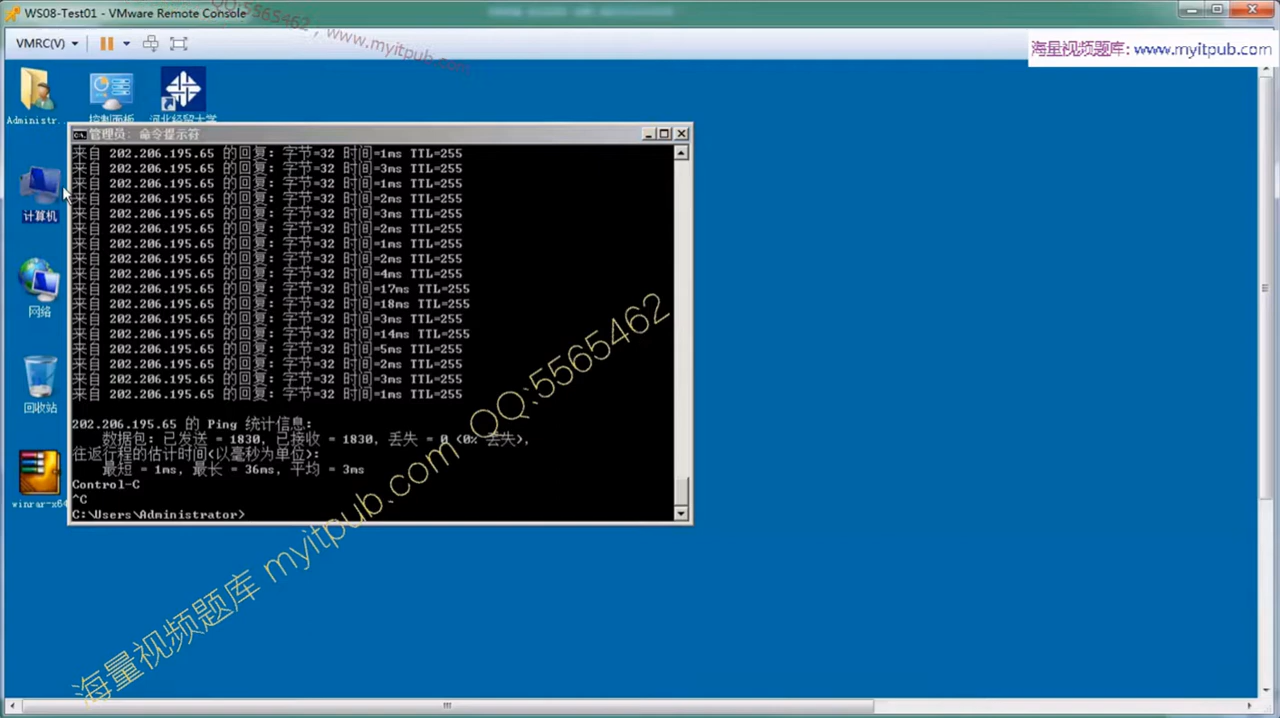 WS08-Test01 - VMware Remote Console
VMRC(V)
海量视频题库: www.myitpub.com
QQ:5565462 , www.myitpub.com
Administr...
控制面板
计算机
网络
回收站
winrar-x64
管理员: 命令提示符
来自 202.206.195.65 的回复: 字节=32 时间=1ms TTL=255
来自 202.206.195.65 的回复: 字节=32 时间=3ms TTL=255
来自 202.206.195.65 的回复: 字节=32 时间=1ms TTL=255
来自 202.206.195.65 的回复: 字节=32 时间=2ms TTL=255
来自 202.206.195.65 的回复: 字节=32 时间=3ms TTL=255
来自 202.206.195.65 的回复: 字节=32 时间=2ms TTL=255
来自 202.206.195.65 的回复: 字节=32 时间=1ms TTL=255
来自 202.206.195.65 的回复: 字节=32 时间=2ms TTL=255
来自 202.206.195.65 的回复: 字节=32 时间=4ms TTL=255
来自 202.206.195.65 的回复: 字节=32 时间=17ms TTL=255
来自 202.206.195.65 的回复: 字节=32 时间=18ms TTL=255
来自 202.206.195.65 的回复: 字节=32 时间=3ms TTL=255
来自 202.206.195.65 的回复: 字节=32 时间=14ms TTL=255
来自 202.206.195.65 的回复: 字节=32 时间=5ms TTL=255
来自 202.206.195.65 的回复: 字节=32 时间=2ms TTL=255
来自 202.206.195.65 的回复: 字节=32 时间=3ms TTL=255
来自 202.206.195.65 的回复: 字节=32 时间=1ms TTL=255
202.206.195.65 的 Ping 统计信息:
数据包: 已发送 = 1830, 已接收 = 1830, 丢失 = 0 (0% 丢失),
往返行程的估计时间(以毫秒为单位):
最短 = 1ms, 最长 = 36ms, 平均 = 3ms
Control-C
^C
C:\Users\Administrator>
海量视频题库 myitpub.com QQ:5565462